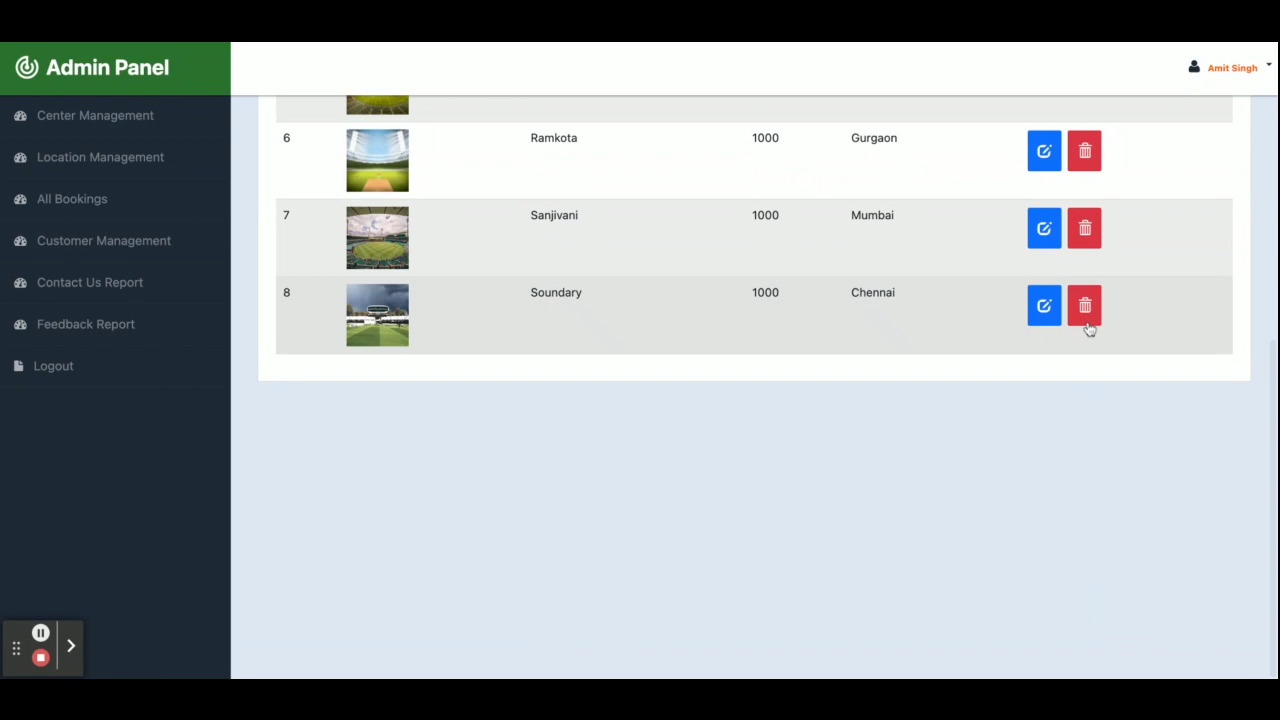 Admin Panel
Amit Singh
Center Management
Location Management
All Bookings
Customer Management
Contact Us Report
Feedback Report
Logout
6 Ramkota 1000 Gurgaon
7 Sanjivani 1000 Mumbai
8 Soundary 1000 Chennai